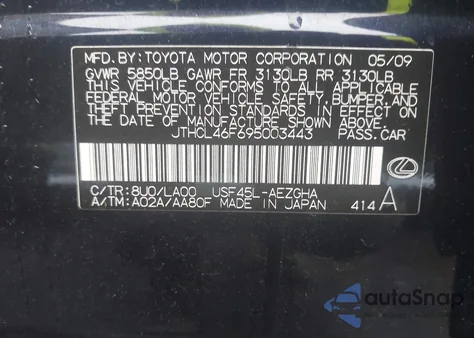 MFD. BY: TOYOTA MOTOR CORPORATION 05/09
GVWR 5850LB GAWR FR 3130LB RR 3130LB
THIS VEHICLE CONFORMS TO ALL APPLICABLE
FEDERAL MOTOR VEHICLE SAFETY, BUMPER, AND
THEFT PREVENTION STANDARDS IN EFFECT ON
THE DATE OF MANUFACTURE SHOWN ABOVE.
JTHCL46F695003443 PASS.CAR
C/TR: 8U0/LA00 USF45L-AEZGHA
A/TM: A02A/AA80F MADE IN JAPAN 414 A
autoSnap